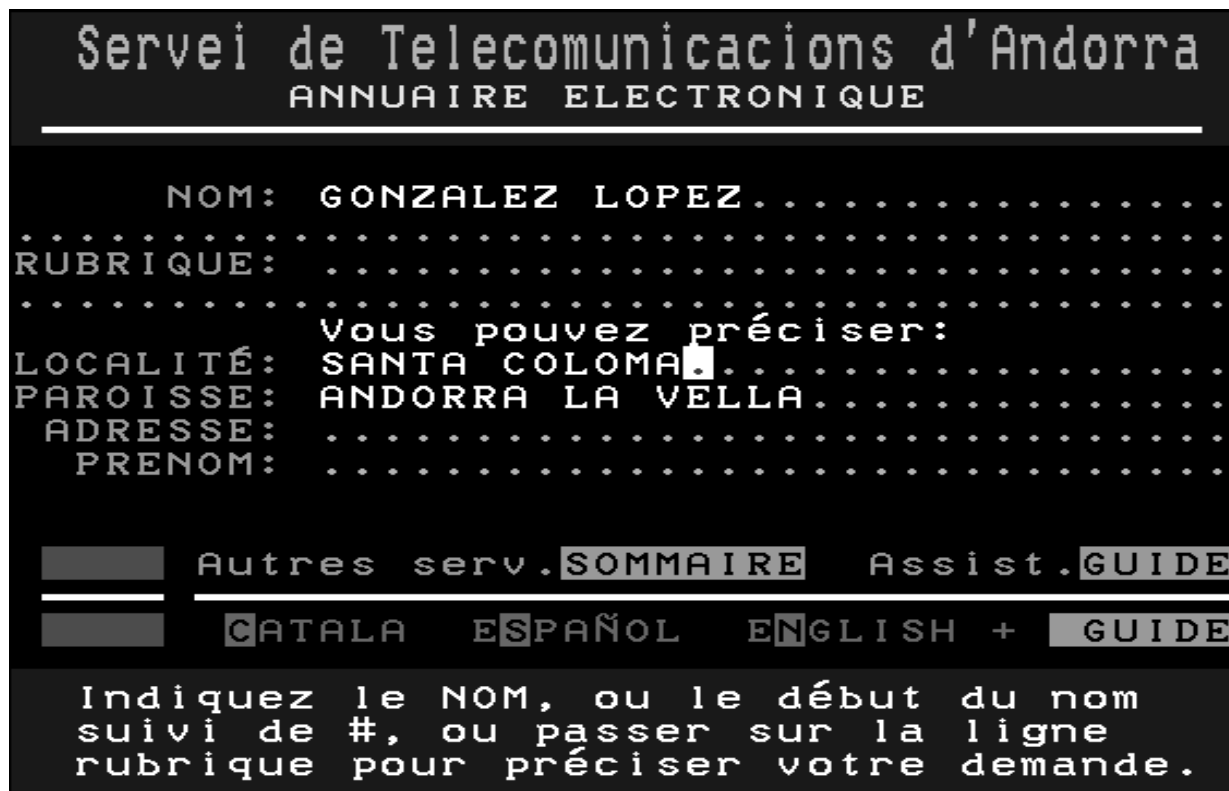 Servei de Telecomunicacions d'Andorra
ANNUAIRE ELECTRONIQUE
NOM: GONZALEZ LOPEZ................
........................................
RUBRIQUE: ..............................
........................................
Vous pouvez préciser:
LOCALITÉ: SANTA COLOMA..................
PAROISSE: ANDORRA LA VELLA..............
ADRESSE: ..............................
PRENOM: ..............................
Autres serv.SOMMAIRE Assist.GUIDE
CATALA ESPAÑOL ENGLISH + GUIDE
Indiquez le NOM, ou le début du nom
suivi de #, ou passer sur la ligne
rubrique pour préciser votre demande.